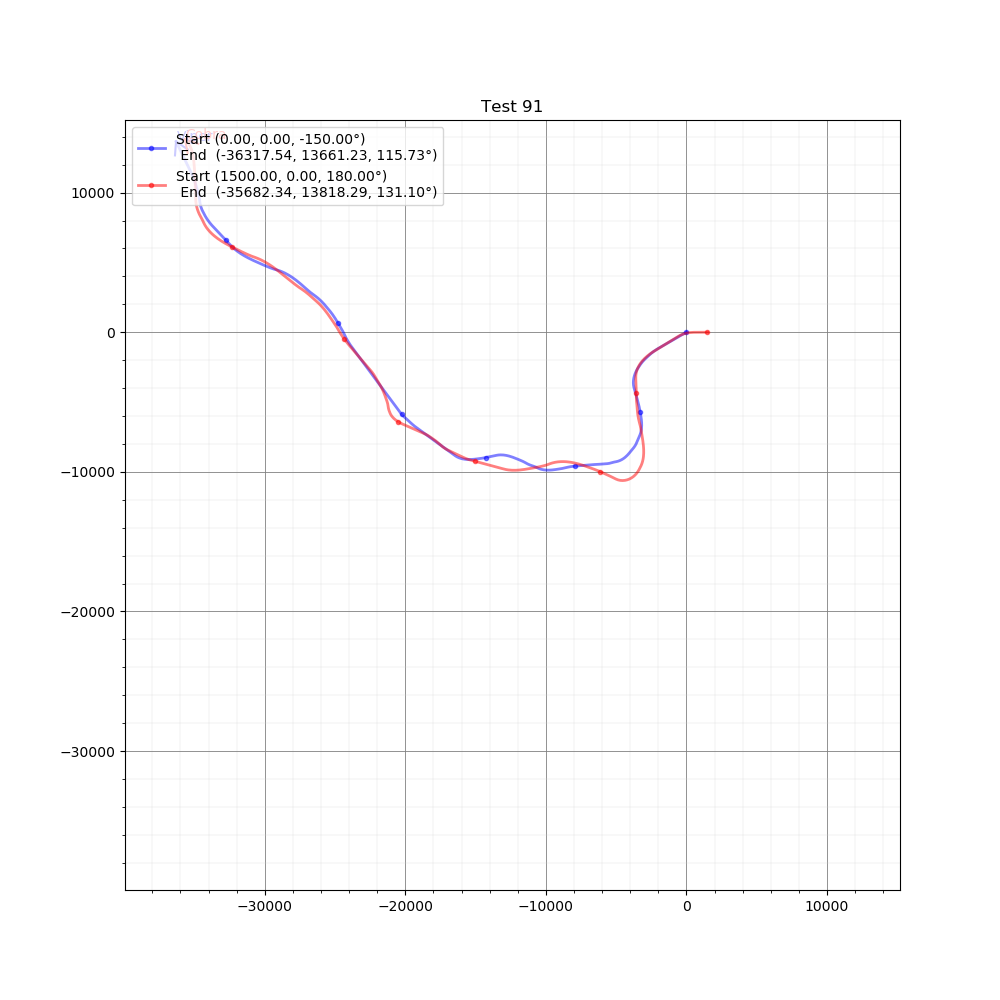 Test 91
Start (0.00, 0.00, -150.00°)
End (-36317.54, 13661.23, 115.73°)
Start (1500.00, 0.00, 180.00°)
End (-35682.34, 13818.29, 131.10°)
10000
0
−10000
−20000
−30000
−30000
−20000
−10000
0
10000